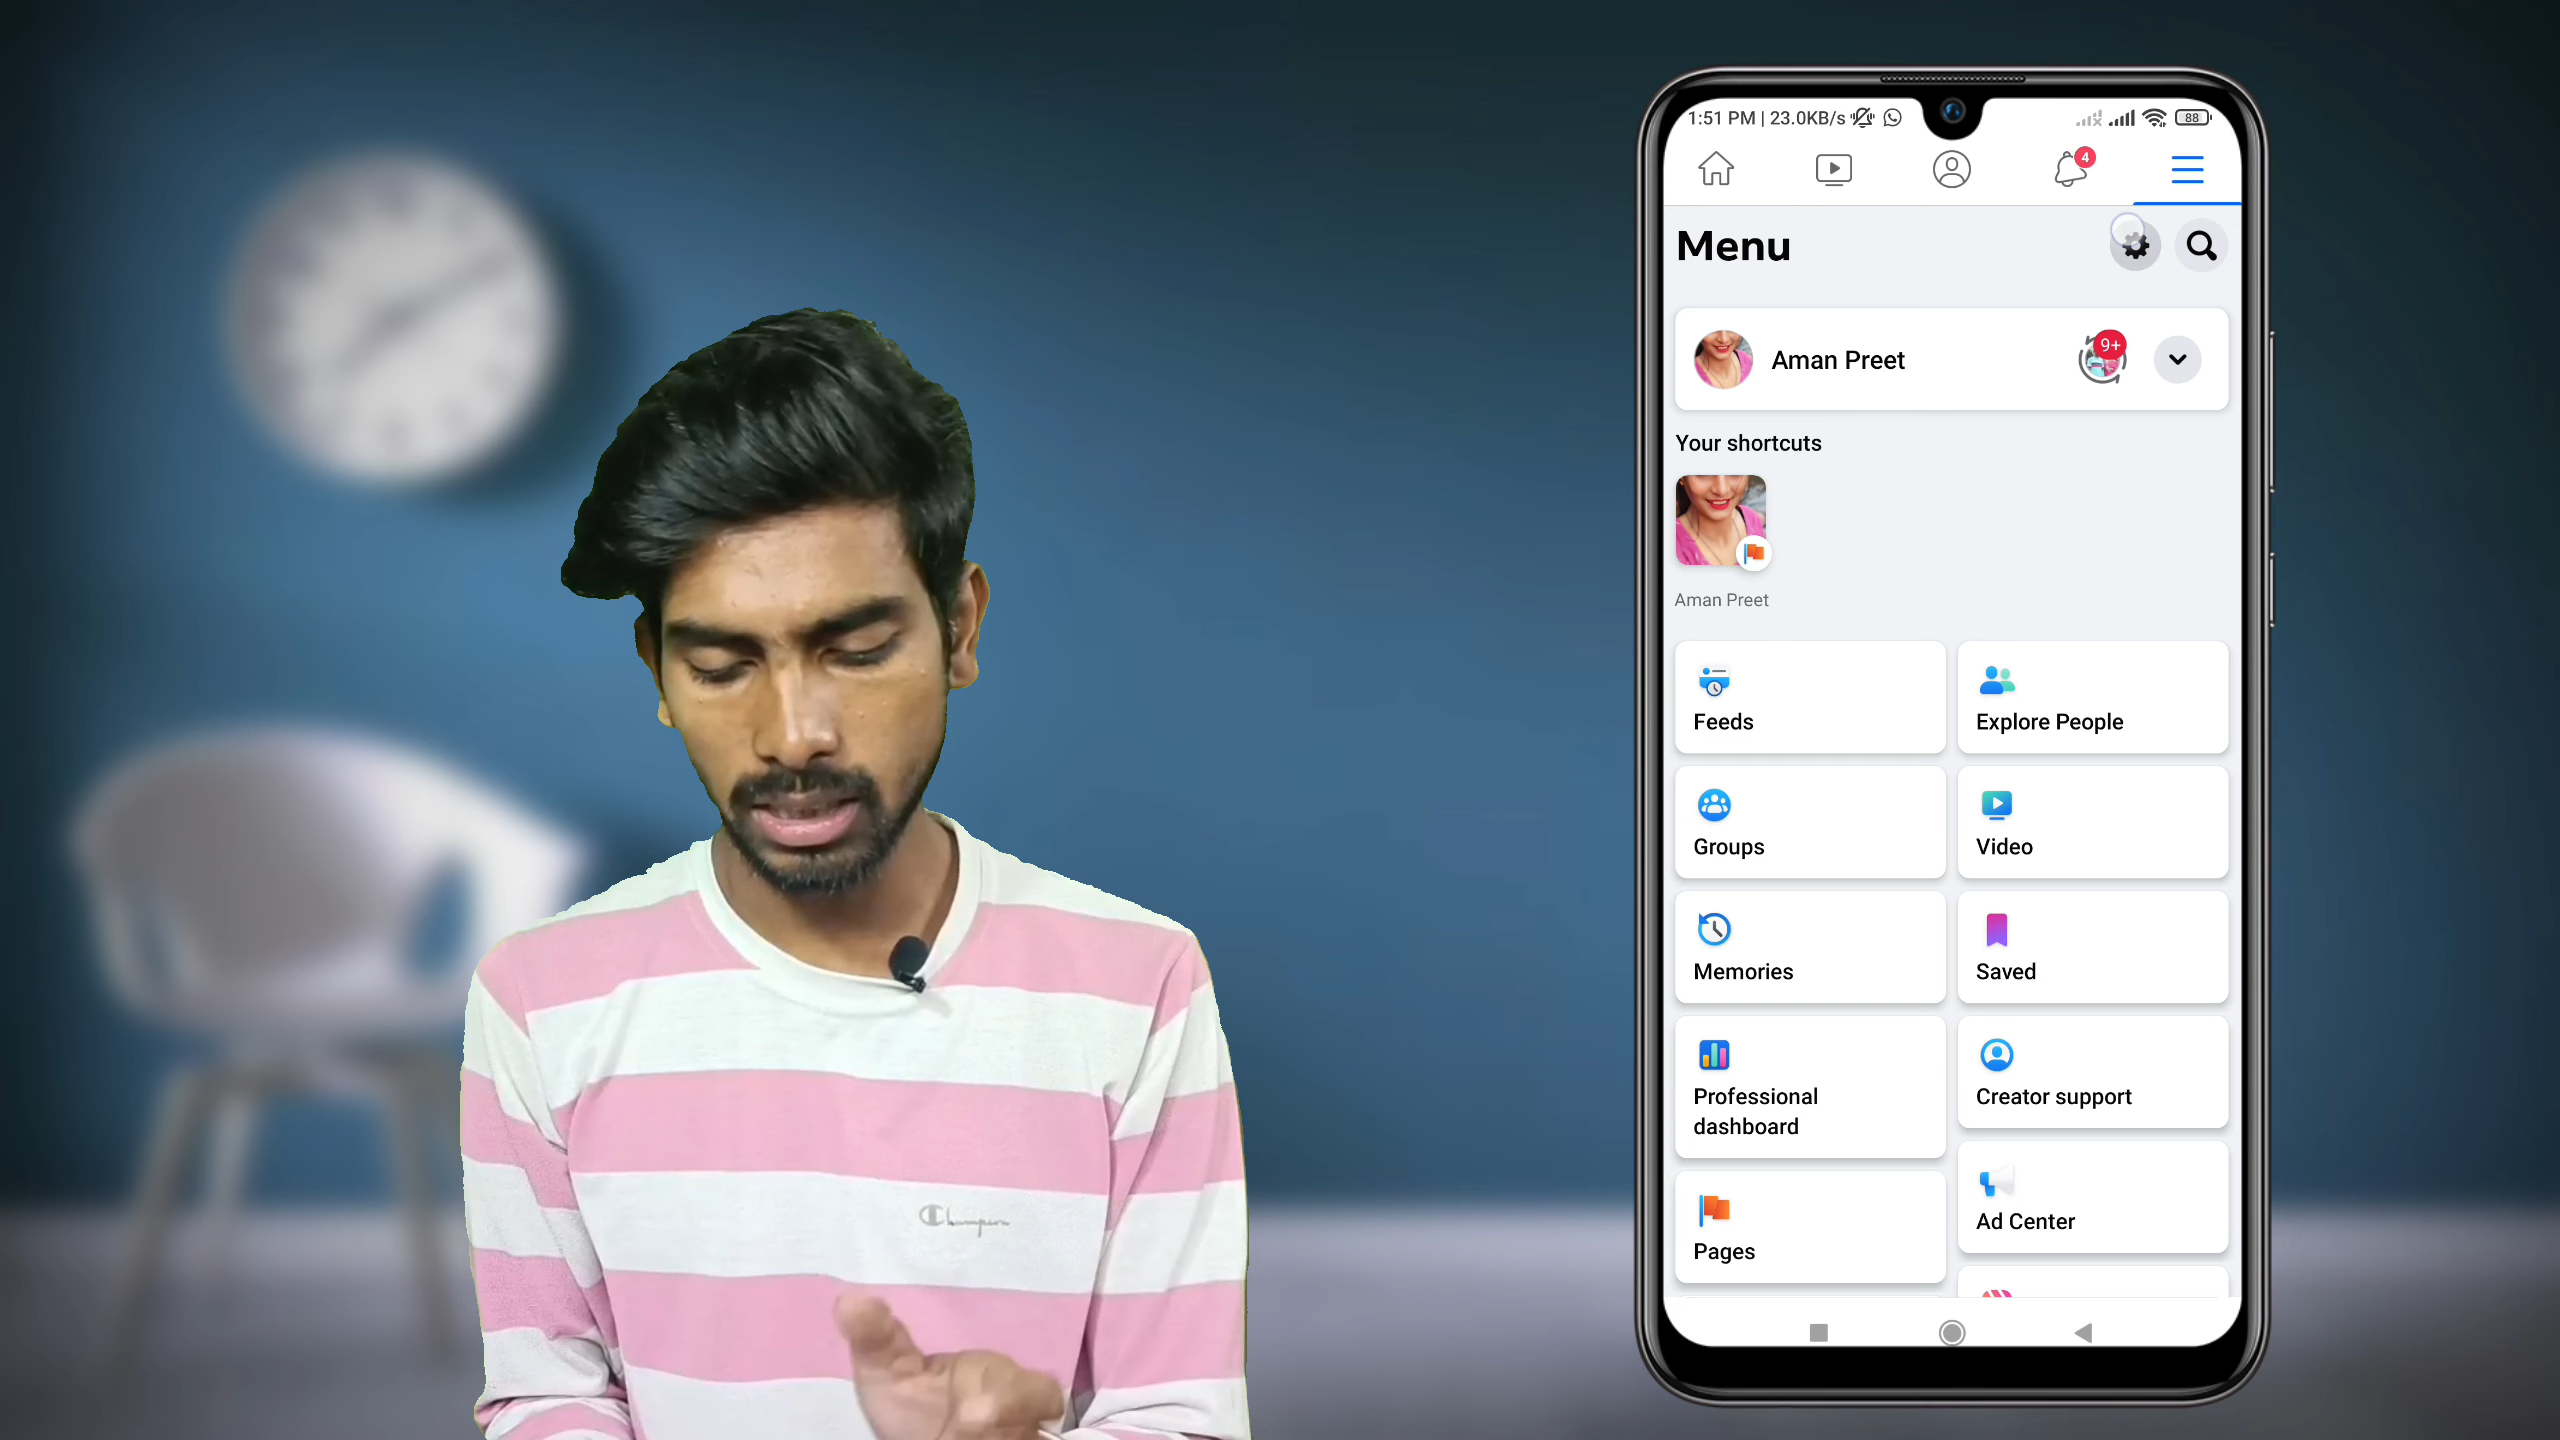 1:51 PM | 23.0KB/s
88
4
Menu
Aman Preet
9+
Your shortcuts
Aman Preet
Feeds
Explore People
Groups
Video
Memories
Saved
Professional
dashboard
Creator support
Pages
Ad Center
Champion